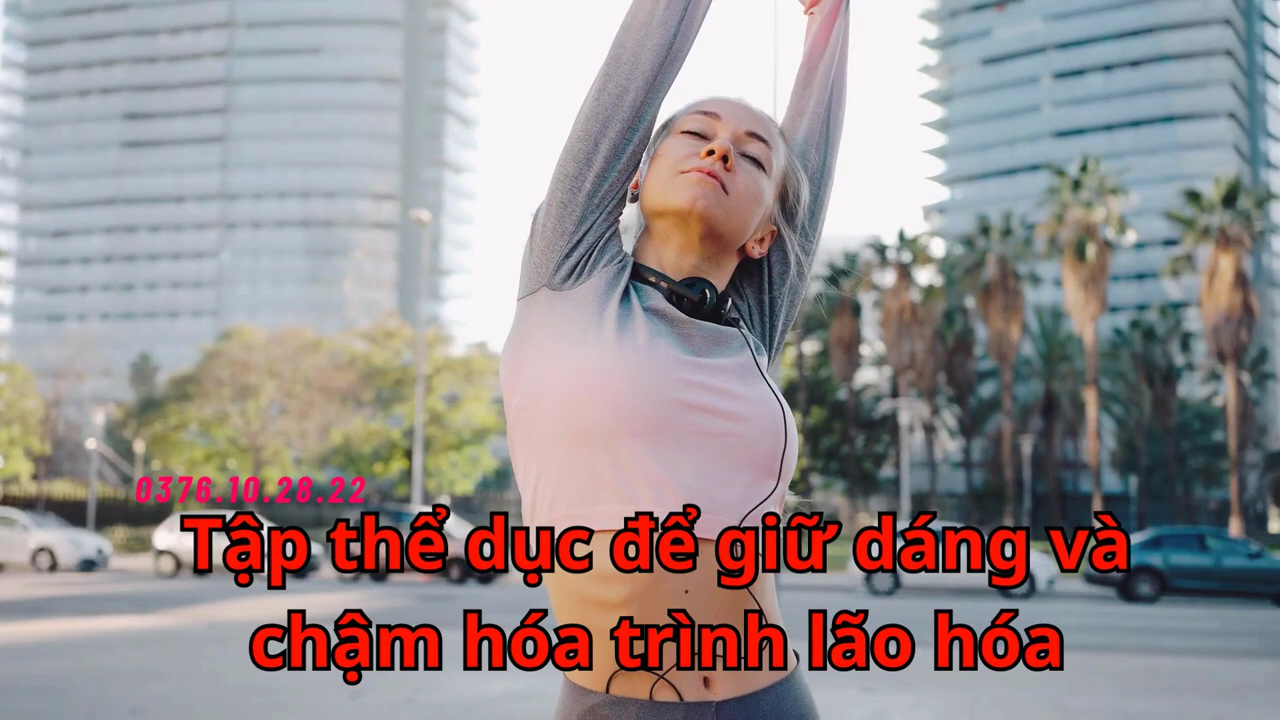 0376.10.28.22
Tập thể dục để giữ dáng và
chậm hóa trình lão hóa